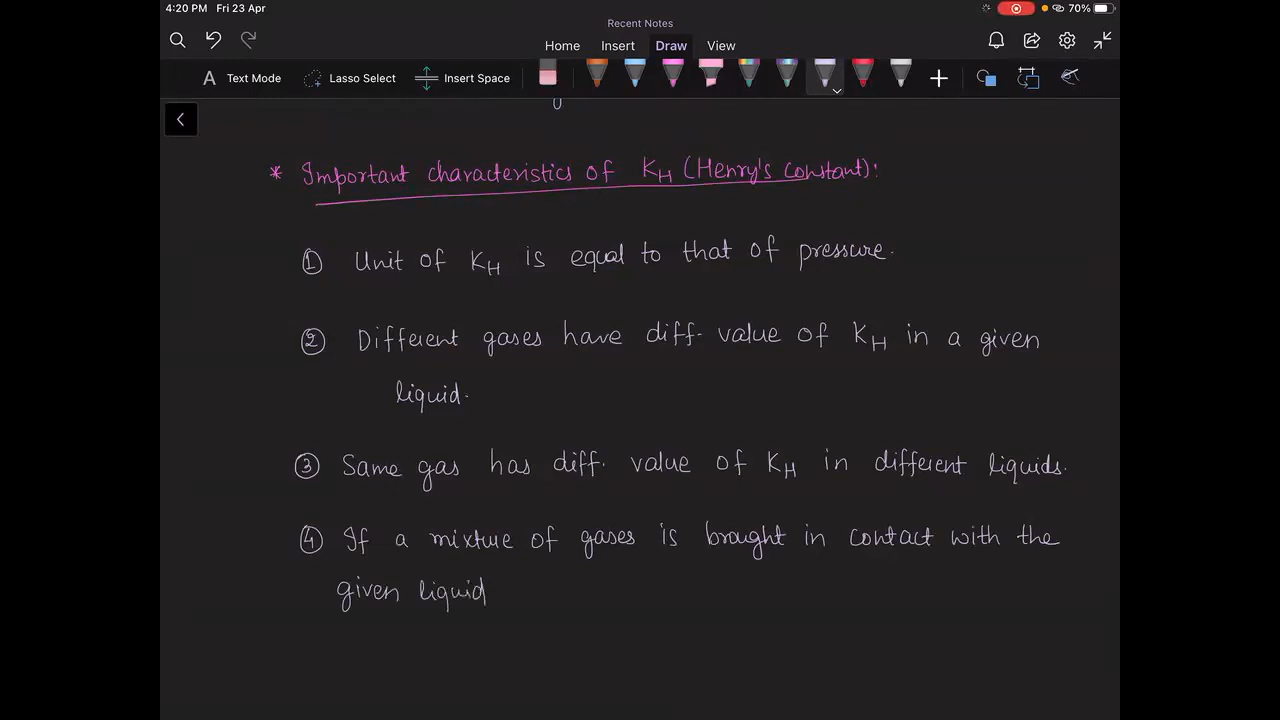 4:20 PM Fri 23 Apr
70%
Recent Notes
Home Insert Draw View
Text Mode Lasso Select Insert Space
* Important characteristics of KH (Henry's constant):
① Unit of KH is equal to that of pressure.
② Different gases have diff. value of KH in a given
liquid.
③ Same gas has diff. value of KH in different liquids.
④ If a mixture of gases is brought in contact with the
given liquid